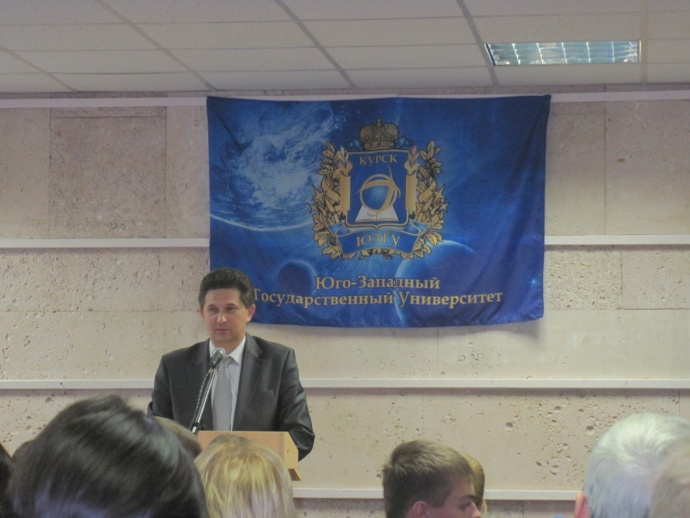 КУРСК
ЮЗГУ
Юго-Западный
Государственный Университет